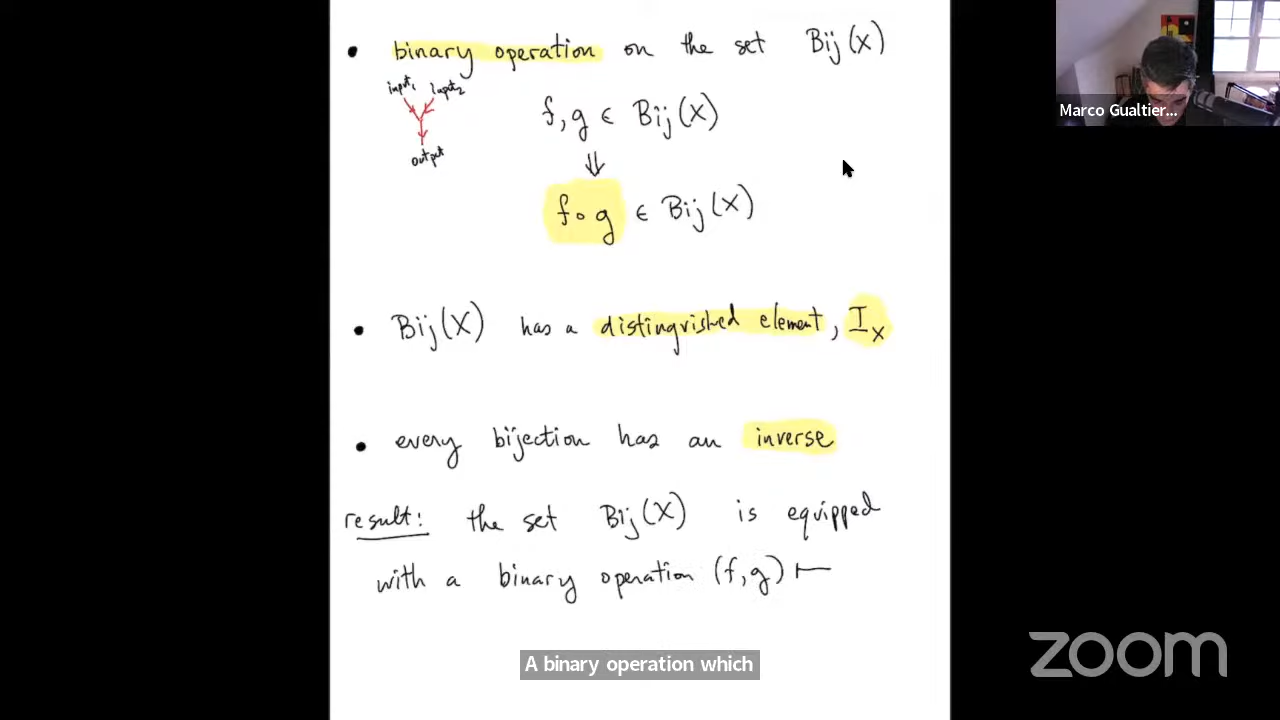 • binary operation on the set Bij(X)
input₁ input₂
output
f, g ∈ Bij(X)
⇓
f∘g ∈ Bij(X)
• Bij(X) has a distinguished element, I_X
• every bijection has an inverse
result: the set Bij(X) is equipped
with a binary operation (f,g) ⊢
A binary operation which
Marco Gualtier...
zoom